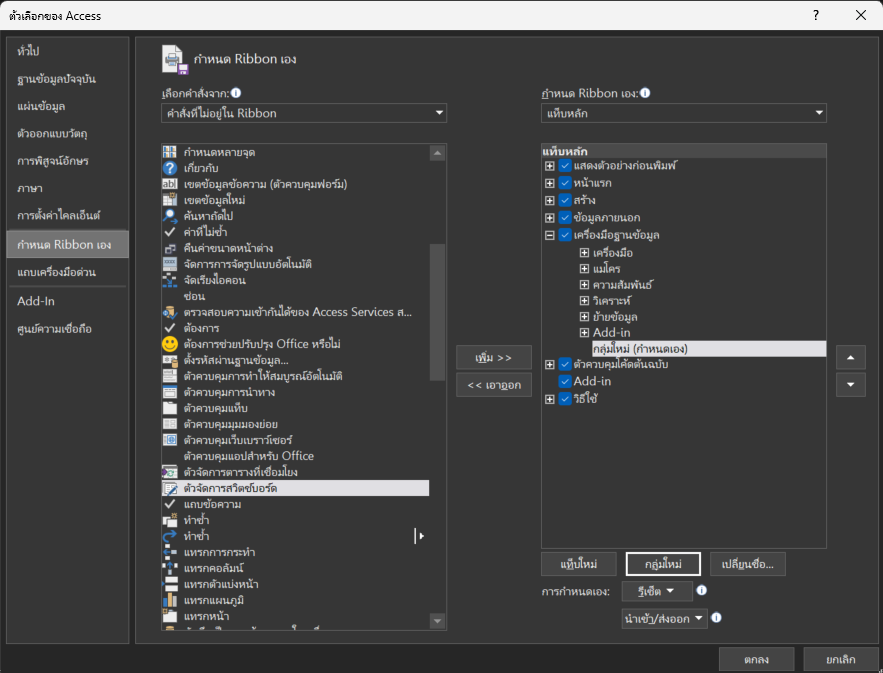 ตัวเลือกของ Access
?
ทั่วไป
ฐานข้อมูลปัจจุบัน
แผ่นข้อมูล
ตัวออกแบบวัตถุ
การพิสูจน์อักษร
ภาษา
การตั้งค่าไคลเอ็นต์
กำหนด Ribbon เอง
แถบเครื่องมือด่วน
Add-In
ศูนย์ความเชื่อถือ
กำหนด Ribbon เอง
เลือกคำสั่งจาก:
คำสั่งที่ไม่อยู่ใน Ribbon
กำหนดหลายจุด
เกี่ยวกับ
เขตข้อมูลข้อความ (ตัวควบคุมฟอร์ม)
เขตข้อมูลใหม่
ค้นหาถัดไป
ค่าที่ไม่ซ้ำ
คืนค่าขนาดหน้าต่าง
จัดการการจัดรูปแบบอัตโนมัติ
จัดเรียงไอคอน
ซ่อน
ตรวจสอบความเข้ากันได้ของ Access Services ส...
ต้องการ
ต้องการช่วยปรับปรุง Office หรือไม่
ตั้งรหัสผ่านฐานข้อมูล...
ตัวควบคุมการทำให้สมบูรณ์อัตโนมัติ
ตัวควบคุมการนำทาง
ตัวควบคุมแท็บ
ตัวควบคุมมุมมองย่อย
ตัวควบคุมเว็บเบราว์เซอร์
ตัวควบคุมแอปสำหรับ Office
ตัวจัดการตารางที่เชื่อมโยง
ตัวจัดการสวิตช์บอร์ด
แถบข้อความ
ทำซ้ำ
ทำซ้ำ
แทรกการกระทำ
แทรกคอลัมน์
แทรกตัวแบ่งหน้า
แทรกแผนภูมิ
แทรกหน้า
เพิ่ม >>
<< เอาออก
กำหนด Ribbon เอง:
แท็บหลัก
แท็บหลัก
แสดงตัวอย่างก่อนพิมพ์
หน้าแรก
สร้าง
ข้อมูลภายนอก
เครื่องมือฐานข้อมูล
เครื่องมือ
แมโคร
ความสัมพันธ์
วิเคราะห์
ย้ายข้อมูล
Add-in
กลุ่มใหม่ (กำหนดเอง)
ตัวควบคุมโค้ดต้นฉบับ
Add-in
วิธีใช้
แท็บใหม่
กลุ่มใหม่
เปลี่ยนชื่อ...
การกำหนดเอง:
รีเซ็ต
นำเข้า/ส่งออก
ตกลง
ยกเลิก